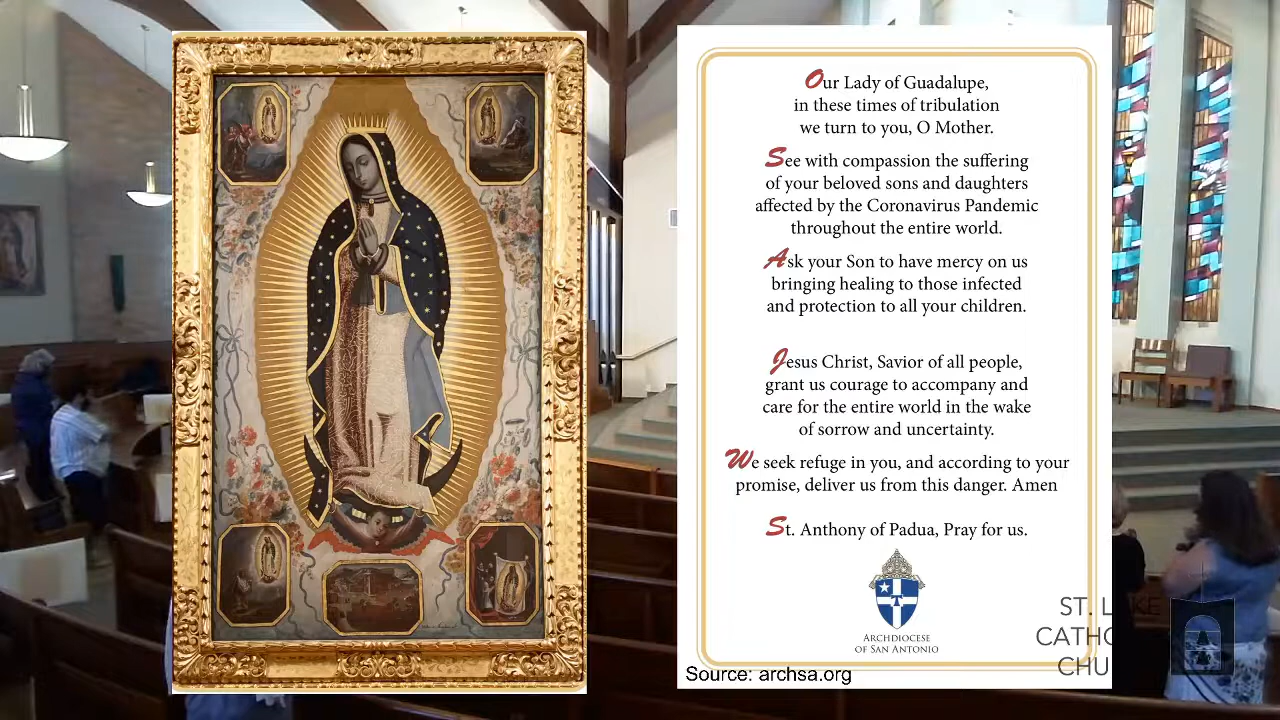 Our Lady of Guadalupe,
in these times of tribulation
we turn to you, O Mother.
See with compassion the suffering
of your beloved sons and daughters
affected by the Coronavirus Pandemic
throughout the entire world.
Ask your Son to have mercy on us
bringing healing to those infected
and protection to all your children.
Jesus Christ, Savior of all people,
grant us courage to accompany and
care for the entire world in the wake
of sorrow and uncertainty.
We seek refuge in you, and according to your
promise, deliver us from this danger. Amen
St. Anthony of Padua, Pray for us.
ARCHDIOCESE
OF SAN ANTONIO
Source: archsa.org
ST. L KE
CATHO
CHU